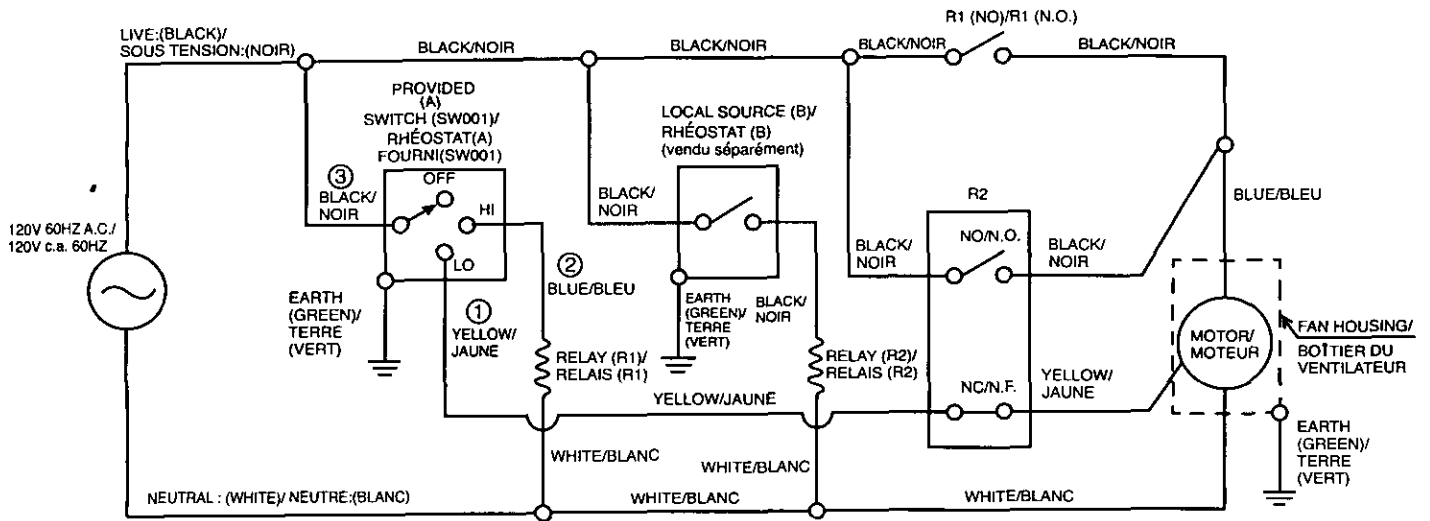 R1 (NO)/R1 (N.O.)
LIVE:(BLACK)/
SOUS TENSION:(NOIR)
BLACK/NOIR
BLACK/NOIR
BLACK/NOIR
BLACK/NOIR
PROVIDED
(A)
SWITCH (SW001)/
RHÉOSTAT(A)
FOURNI(SW001)
LOCAL SOURCE (B)/
RHÉOSTAT (B)
(vendu séparément)
③
BLACK/
NOIR
OFF
HI
LO
BLACK/
NOIR
R2
BLUE/BLEU
120V 60HZ A.C./
120V c.a. 60HZ
NO/N.O.
BLACK/
NOIR
BLACK/
NOIR
②
BLUE/BLEU
EARTH
(GREEN)/
TERRE
(VERT)
①
YELLOW/
JAUNE
EARTH
(GREEN)/
TERRE
(VERT)
BLACK/
NOIR
MOTOR/
MOTEUR
FAN HOUSING/
BOÎTIER DU
VENTILATEUR
RELAY (R1)/
RELAIS (R1)
RELAY (R2)/
RELAIS (R2)
NC/N.F.
YELLOW/
JAUNE
YELLOW/JAUNE
EARTH
(GREEN)/
TERRE
(VERT)
WHITE/BLANC
WHITE/BLANC
NEUTRAL : (WHITE)/ NEUTRE:(BLANC)
WHITE/BLANC
WHITE/BLANC